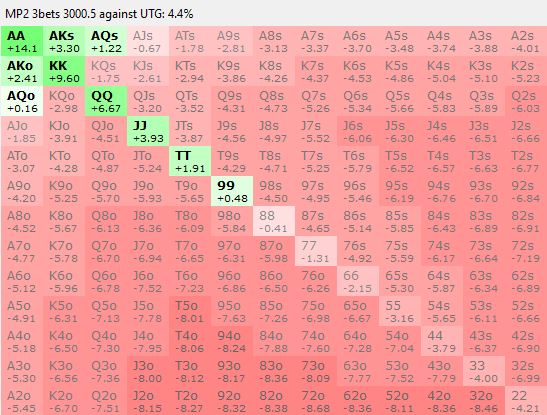 MP2 3bets 3000.5 against UTG: 4.4%
AA AKs AQs AJs ATs A9s A8s A7s A6s A5s A4s A3s A2s
+14.1 +3.30 +1.22 -0.67 -1.78 -2.81 -3.13 -3.37 -3.70 -3.48 -3.74 -3.88 -4.01
AKo KK KQs KJs KTs K9s K8s K7s K6s K5s K4s K3s K2s
+2.41 +9.60 -1.75 -2.61 -2.94 -3.86 -4.26 -4.37 -4.53 -4.86 -5.04 -5.10 -5.23
AQo KQo QQ QJs QTs Q9s Q8s Q7s Q6s Q5s Q4s Q3s Q2s
+0.16 -2.98 +6.67 -3.20 -3.52 -4.31 -4.73 -5.26 -5.34 -5.66 -5.83 -5.89 -6.03
AJo KJo QJo JJ JTs J9s J8s J7s J6s J5s J4s J3s J2s
-1.85 -3.91 -4.51 +3.93 -3.87 -4.56 -4.97 -5.52 -6.06 -6.30 -6.46 -6.51 -6.66
ATo KTo QTo JTo TT T9s T8s T7s T6s T5s T4s T3s T2s
-3.07 -4.28 -4.87 -5.24 +1.91 -4.29 -4.71 -5.25 -5.79 -6.52 -6.57 -6.63 -6.77
A9o K9o Q9o J9o T9o 99 98s 97s 96s 95s 94s 93s 92s
-4.20 -5.25 -5.70 -5.93 -5.65 +0.48 -4.50 -4.95 -5.46 -6.19 -6.76 -6.70 -6.84
A8o K8o Q8o J8o T8o 98o 88 87s 86s 85s 84s 83s 82s
-4.52 -5.67 -6.13 -6.36 -6.09 -5.84 -0.41 -4.65 -5.14 -5.85 -6.43 -6.89 -6.91
A7o K7o Q7o J7o T7o 97o 87o 77 76s 75s 74s 73s 72s
-4.77 -5.78 -6.70 -6.94 -6.65 -6.31 -5.98 -1.31 -4.92 -5.59 -6.17 -6.64 -7.19
A6o K6o Q6o J6o T6o 96o 86o 76o 66 65s 64s 63s 62s
-5.12 -5.96 -6.78 -7.52 -7.23 -6.86 -6.50 -6.26 -2.15 -5.30 -5.87 -6.34 -6.89
A5o K5o Q5o J5o T5o 95o 85o 75o 65o 55 54s 53s 52s
-4.91 -6.31 -7.13 -7.78 -8.01 -7.63 -7.26 -6.98 -6.67 -3.16 -5.65 -6.11 -6.66
A4o K4o Q4o J4o T4o 94o 84o 74o 64o 54o 44 43s 42s
-5.18 -6.50 -7.30 -7.95 -8.06 -8.24 -7.88 -7.60 -7.28 -7.04 -3.79 -6.37 -6.90
A3o K3o Q3o J3o T3o 93o 83o 73o 63o 53o 43o 33 32s
-5.30 -6.56 -7.36 -8.00 -8.12 -8.17 -8.36 -8.09 -7.77 -7.52 -7.79 -4.00 -6.99
A2o K2o Q2o J2o T2o 92o 82o 72o 62o 52o 42o 32o 22
-5.45 -6.70 -7.51 -8.15 -8.27 -8.32 -8.38 -8.68 -8.36 -8.11 -8.36 -8.46 -4.21